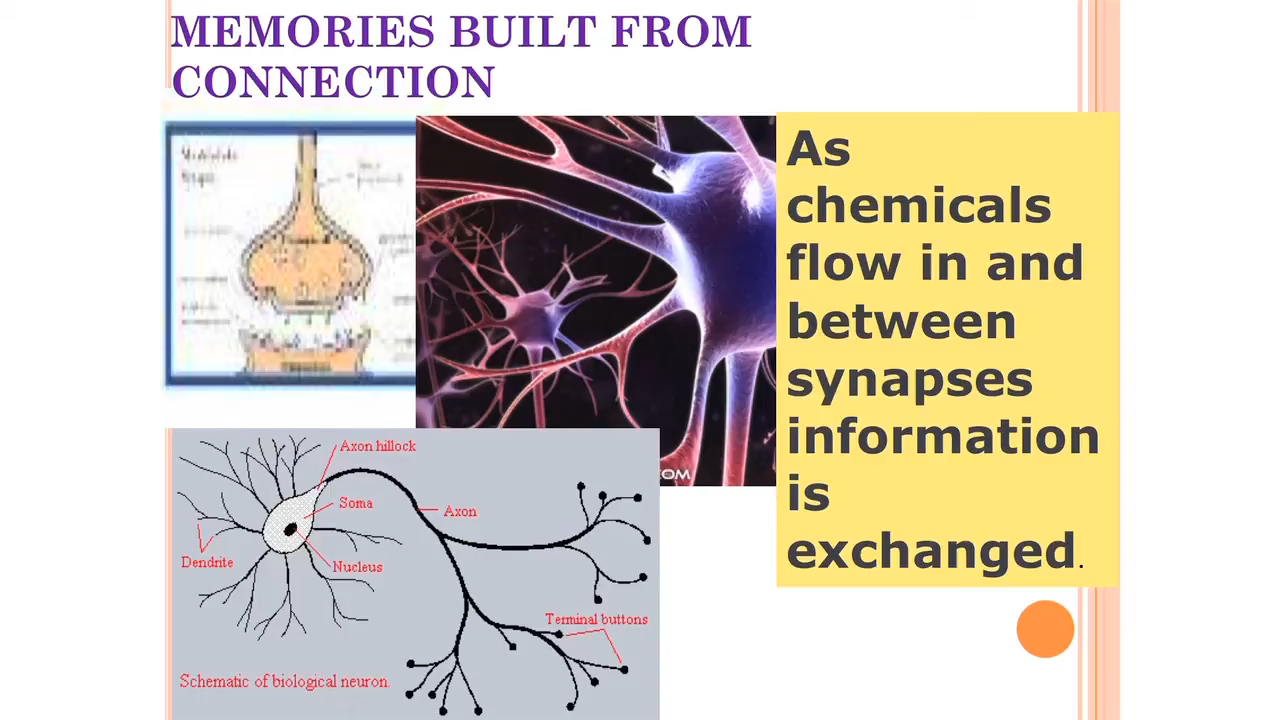 MEMORIES BUILT FROM
CONNECTION
As
chemicals
flow in and
between
synapses
information
is
exchanged.
OM
Axon hillock
Soma
Axon
Dendrite
Nucleus
Terminal buttons
Schematic of biological neuron.